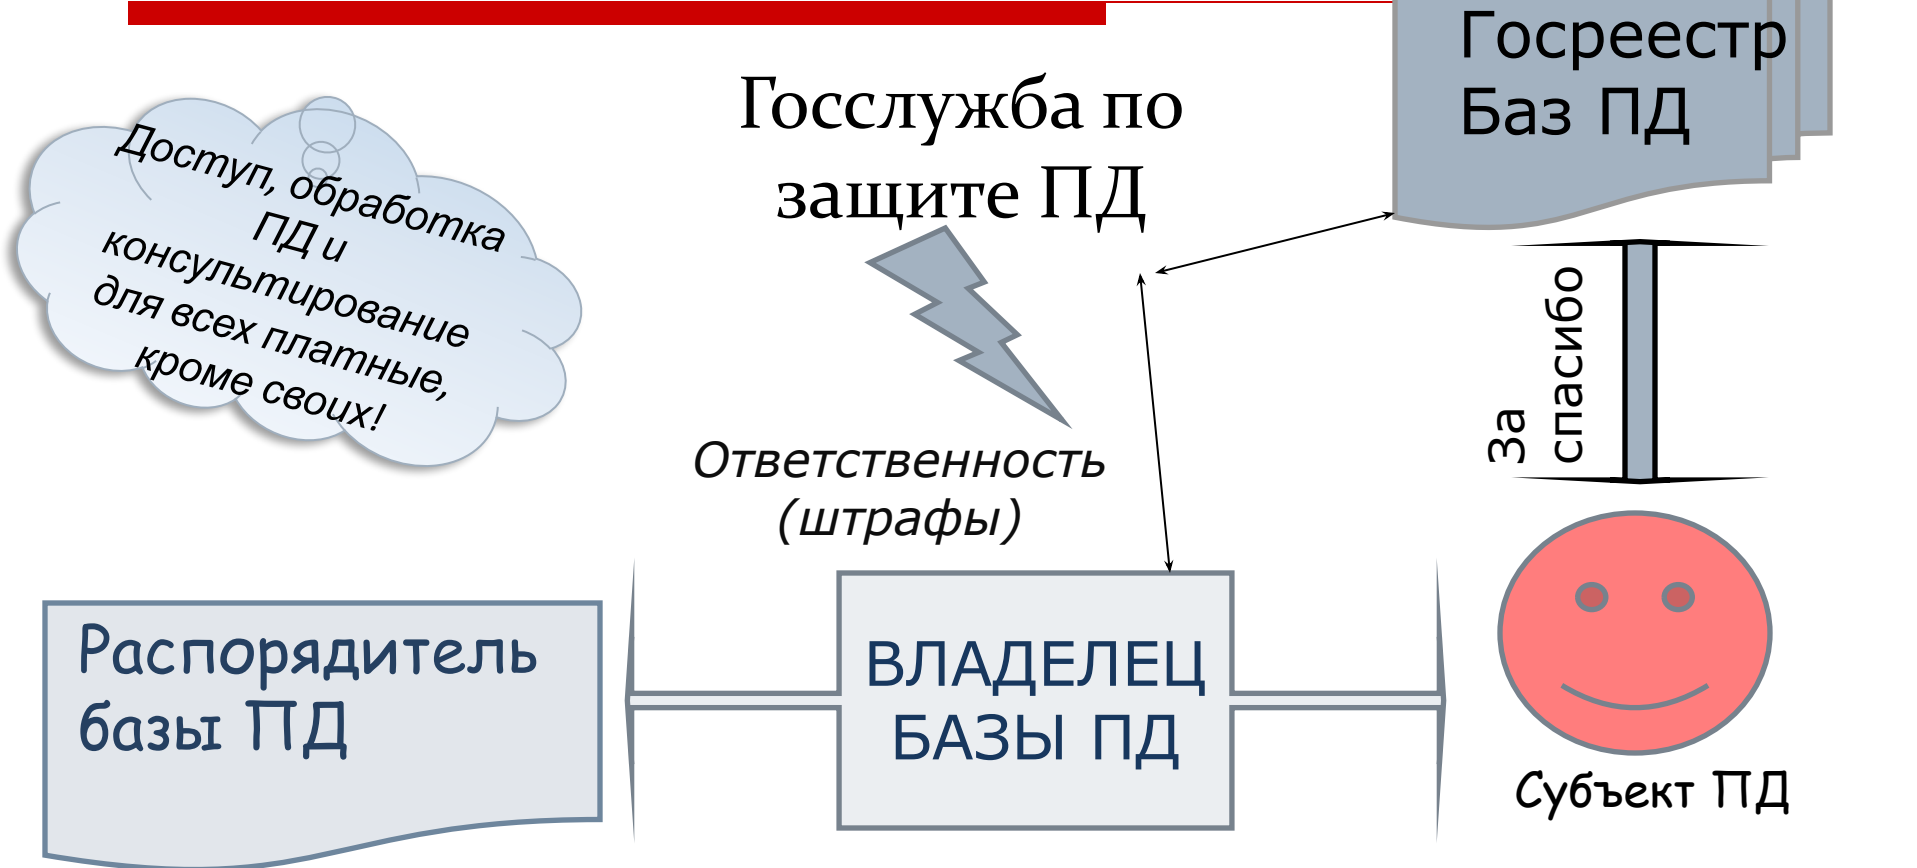 Госреестр
Баз ПД
Госслужба по
защите ПД
Доступ, обработка
ПД и
консультирование
для всех платные,
кроме своих!
За
спасибо
Ответственность
(штрафы)
Распорядитель
базы ПД
ВЛАДЕЛЕЦ
БАЗЫ ПД
Субъект ПД